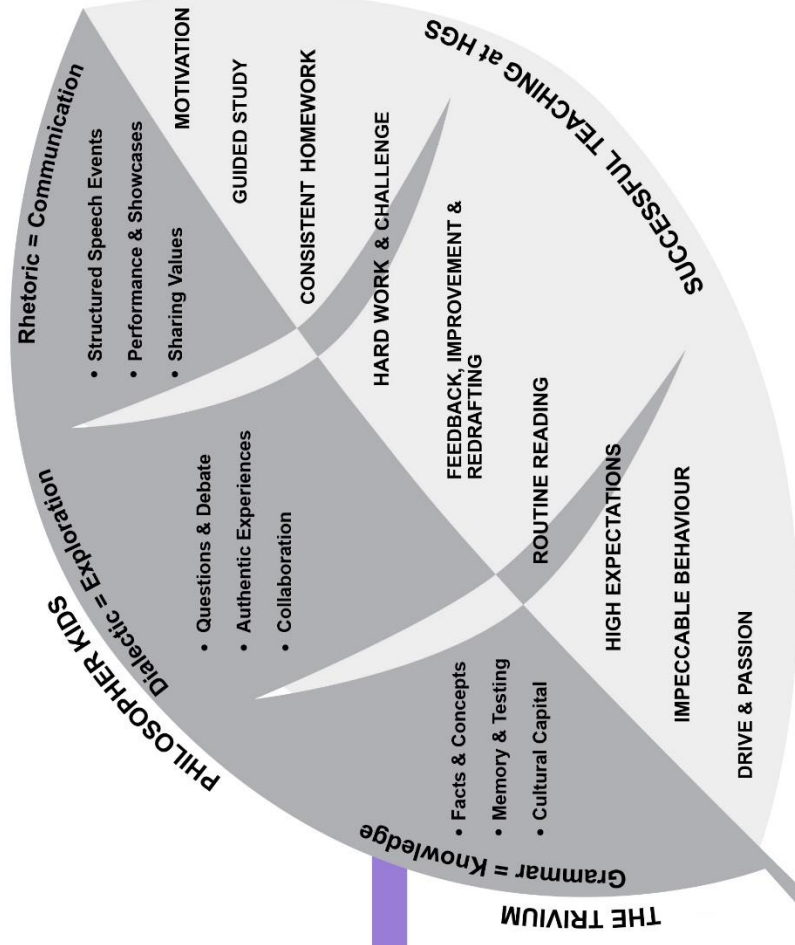 THE TRIVIUM
PHILOSOPHER KIDS
Grammar = Knowledge
• Facts & Concepts
• Memory & Testing
• Cultural Capital
Dialectic = Exploration
• Questions & Debate
• Authentic Experiences
• Collaboration
Rhetoric = Communication
• Structured Speech Events
• Performance & Showcases
• Sharing Values
MOTIVATION
GUIDED STUDY
CONSISTENT HOMEWORK
HARD WORK & CHALLENGE
FEEDBACK, IMPROVEMENT &
REDRAFTING
ROUTINE READING
HIGH EXPECTATIONS
IMPECCABLE BEHAVIOUR
DRIVE & PASSION
SUCCESSFUL TEACHING at HGS